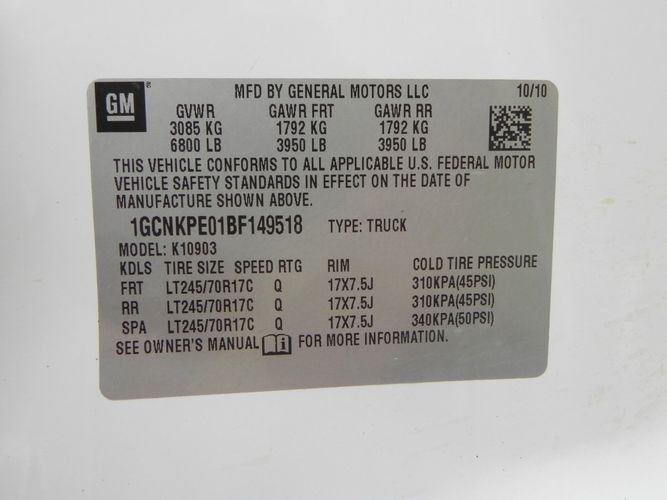 GM ®
MFD BY GENERAL MOTORS LLC 10/10
GVWR GAWR FRT GAWR RR
3085 KG 1792 KG 1792 KG
6800 LB 3950 LB 3950 LB
THIS VEHICLE CONFORMS TO ALL APPLICABLE U.S. FEDERAL MOTOR
VEHICLE SAFETY STANDARDS IN EFFECT ON THE DATE OF
MANUFACTURE SHOWN ABOVE.
1GCNKPE01BF149518 TYPE: TRUCK
MODEL: K10903
KDLS TIRE SIZE SPEED RTG RIM COLD TIRE PRESSURE
FRT LT245/70R17C Q 17X7.5J 310KPA(45PSI)
RR LT245/70R17C Q 17X7.5J 310KPA(45PSI)
SPA LT245/70R17C Q 17X7.5J 340KPA(50PSI)
SEE OWNER'S MANUAL i FOR MORE INFORMATION.